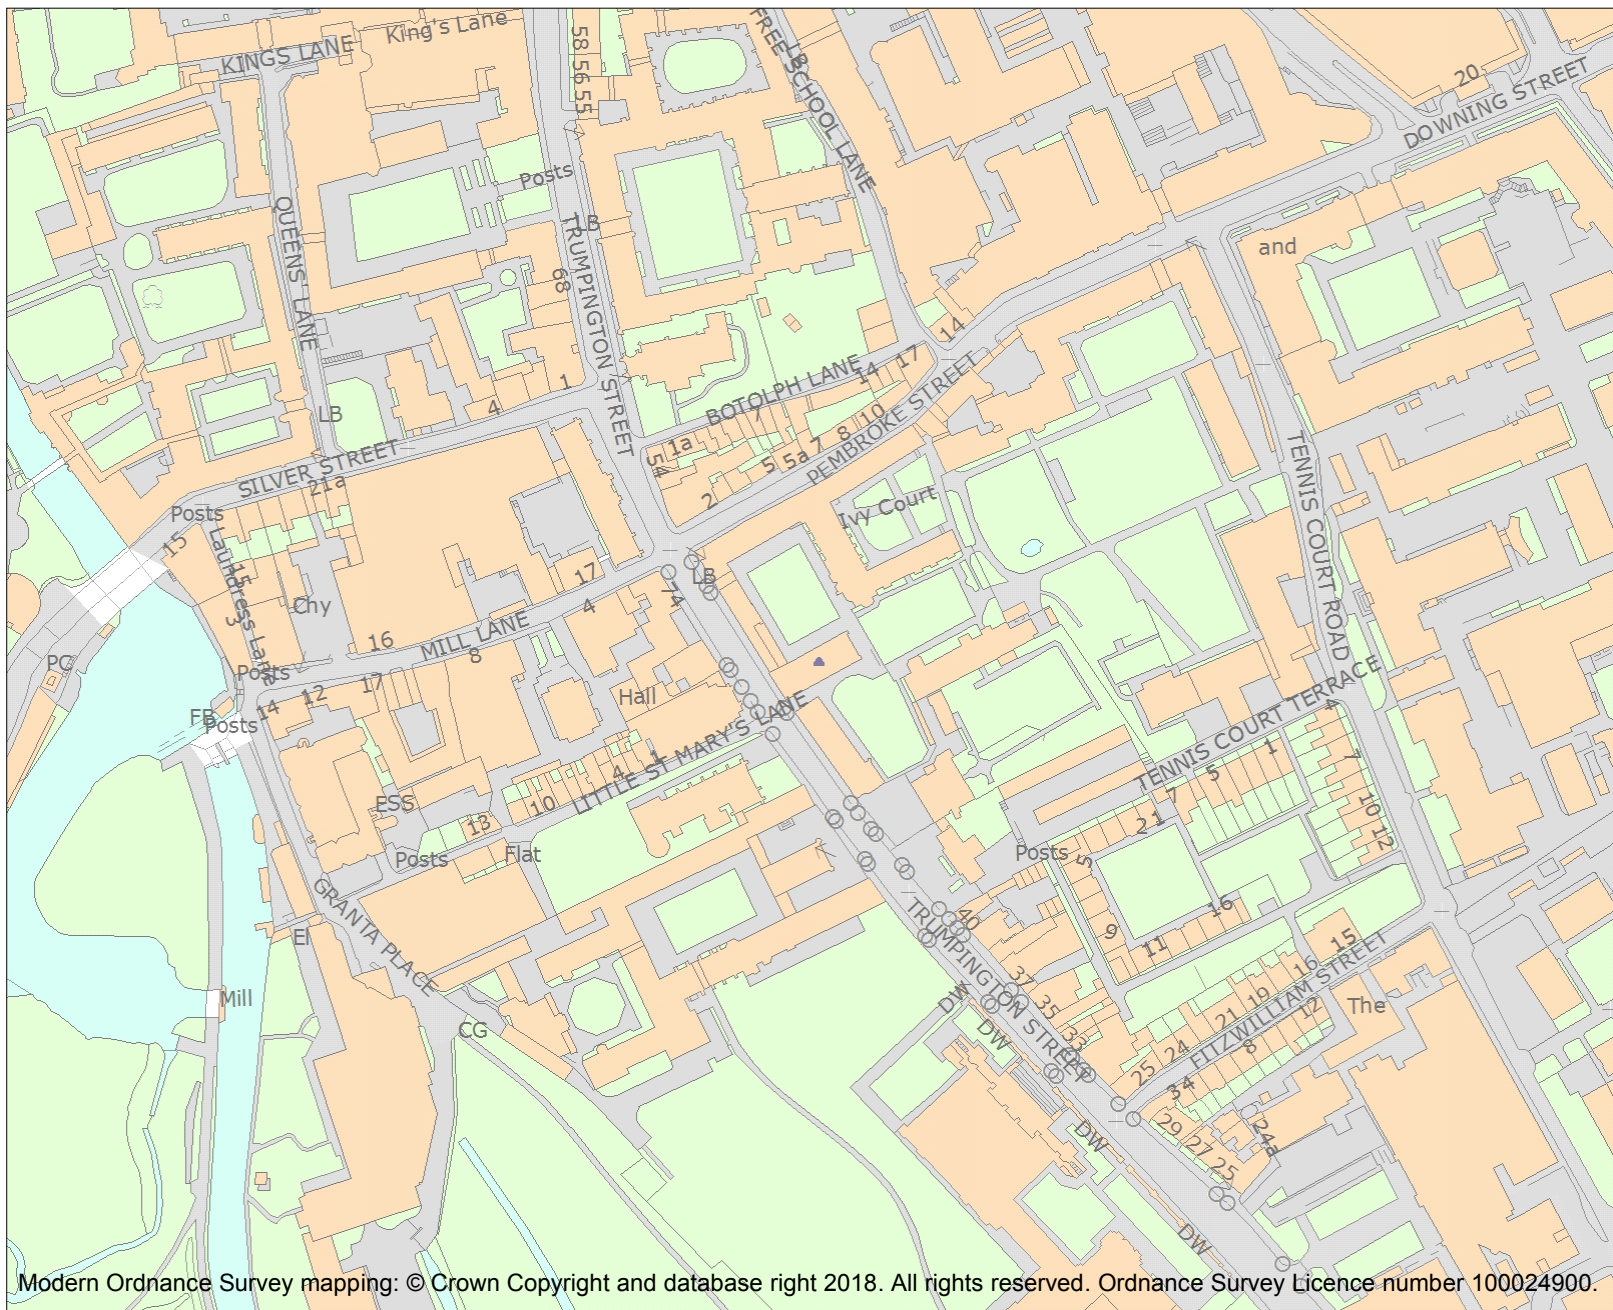 King's Lane
KINGS LANE
58
56
55
FREE SCHOOL LANE
LB
20
DOWNING STREET
Posts
LB
TRUMPINGTON STREET
68
QUEENS' LANE
and
14
BOTOLPH LANE
14
17
1
4
LB
7
1a
54
PEMBROKE STREET
10
8
7
5a
5
2
SILVER STREET
21a
Posts
15
Laundress Lane
15
3
Chy
Ivy Court
TENNIS COURT ROAD
LB
74
17
4
MILL LANE
16
8
PC
Posts
17
12
14
FB
Posts
Hall
LITTLE ST MARY'S LANE
1
4
10
13
ESS
Posts
Flat
TENNIS COURT TERRACE
4
1
5
7
1
10
12
2
1
Posts
5
9
11
16
GRANTA PLACE
El
Mill
CG
TRUMPINGTON STREET
40
37
35
33
DW
DW
15
16
19
21
24
25
FITZWILLIAM STREET
12
8
The
3
4
29
27
25
24a
DW
DW
Modern Ordnance Survey mapping: © Crown Copyright and database right 2018. All rights reserved. Ordnance Survey Licence number 100024900.